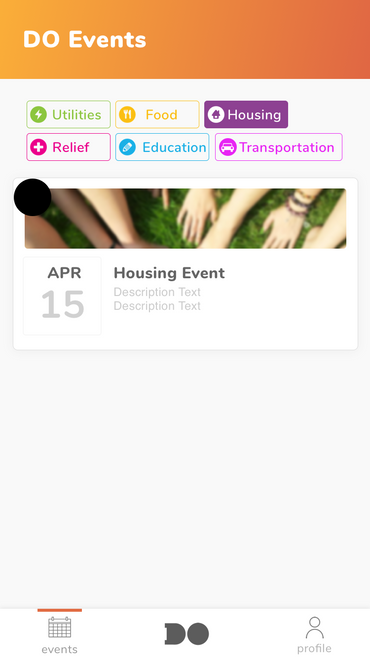 DO Events
Utilities Food Housing
Relief Education Transportation
APR
15
Housing Event
Description Text
Description Text
events
DO
profile